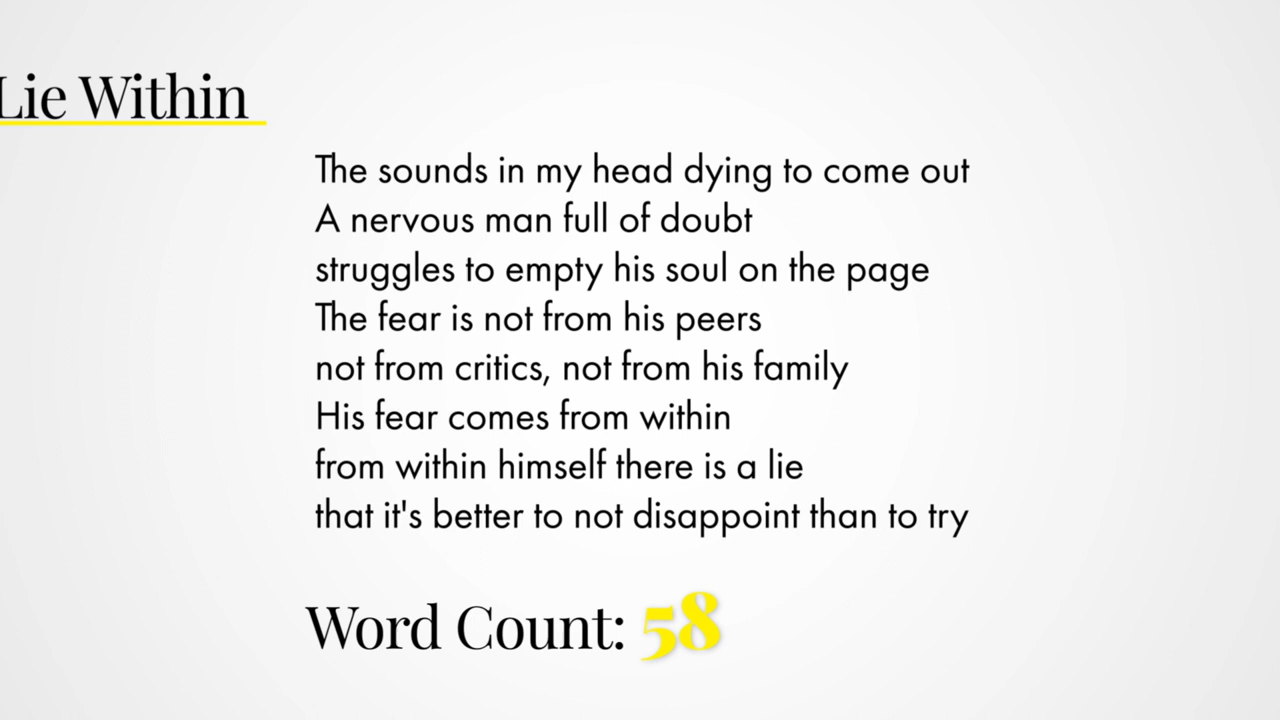 Lie Within
The sounds in my head dying to come out
A nervous man full of doubt
struggles to empty his soul on the page
The fear is not from his peers
not from critics, not from his family
His fear comes from within
from within himself there is a lie
that it's better to not disappoint than to try
Word Count: 58